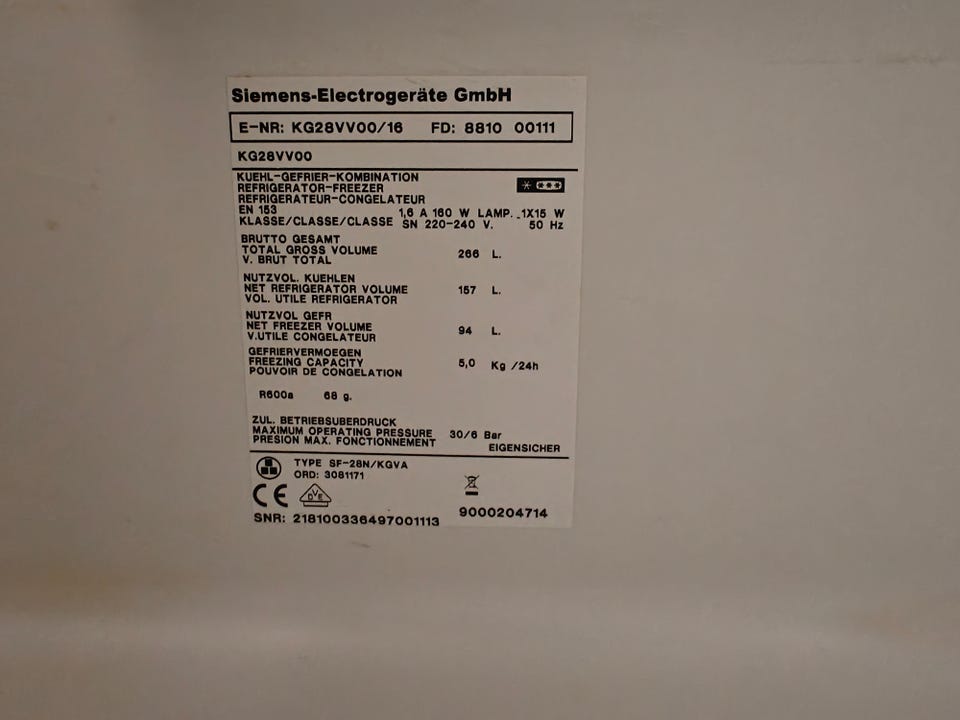 Siemens-Electrogeräte GmbH
E-NR: KG28VV00/16 FD: 8810 00111
KG28VV00
KUEHL-GEFRIER-KOMBINATION
REFRIGERATOR-FREEZER
REFRIGERATEUR-CONGELATEUR
EN 153 1,6 A 160 W LAMP. 1X15 W
KLASSE/CLASSE/CLASSE SN 220-240 V. 50 Hz
BRUTTO GESAMT
TOTAL GROSS VOLUME 266 L.
V. BRUT TOTAL
NUTZVOL. KUEHLEN
NET REFRIGERATOR VOLUME 157 L.
VOL. UTILE REFRIGERATOR
NUTZVOL GEFR
NET FREEZER VOLUME 94 L.
V.UTILE CONGELATEUR
GEFRIERVERMOEGEN
FREEZING CAPACITY 5,0 Kg /24h
POUVOIR DE CONGELATION
R600a 68 g.
ZUL. BETRIEBSUBERDRUCK
MAXIMUM OPERATING PRESSURE 30/6 Bar
PRESION MAX. FONCTIONNEMENT EIGENSICHER
TYPE SF-28N/KGVA
ORD: 3081171
CE DVE
SNR: 218100336497001113 9000204714